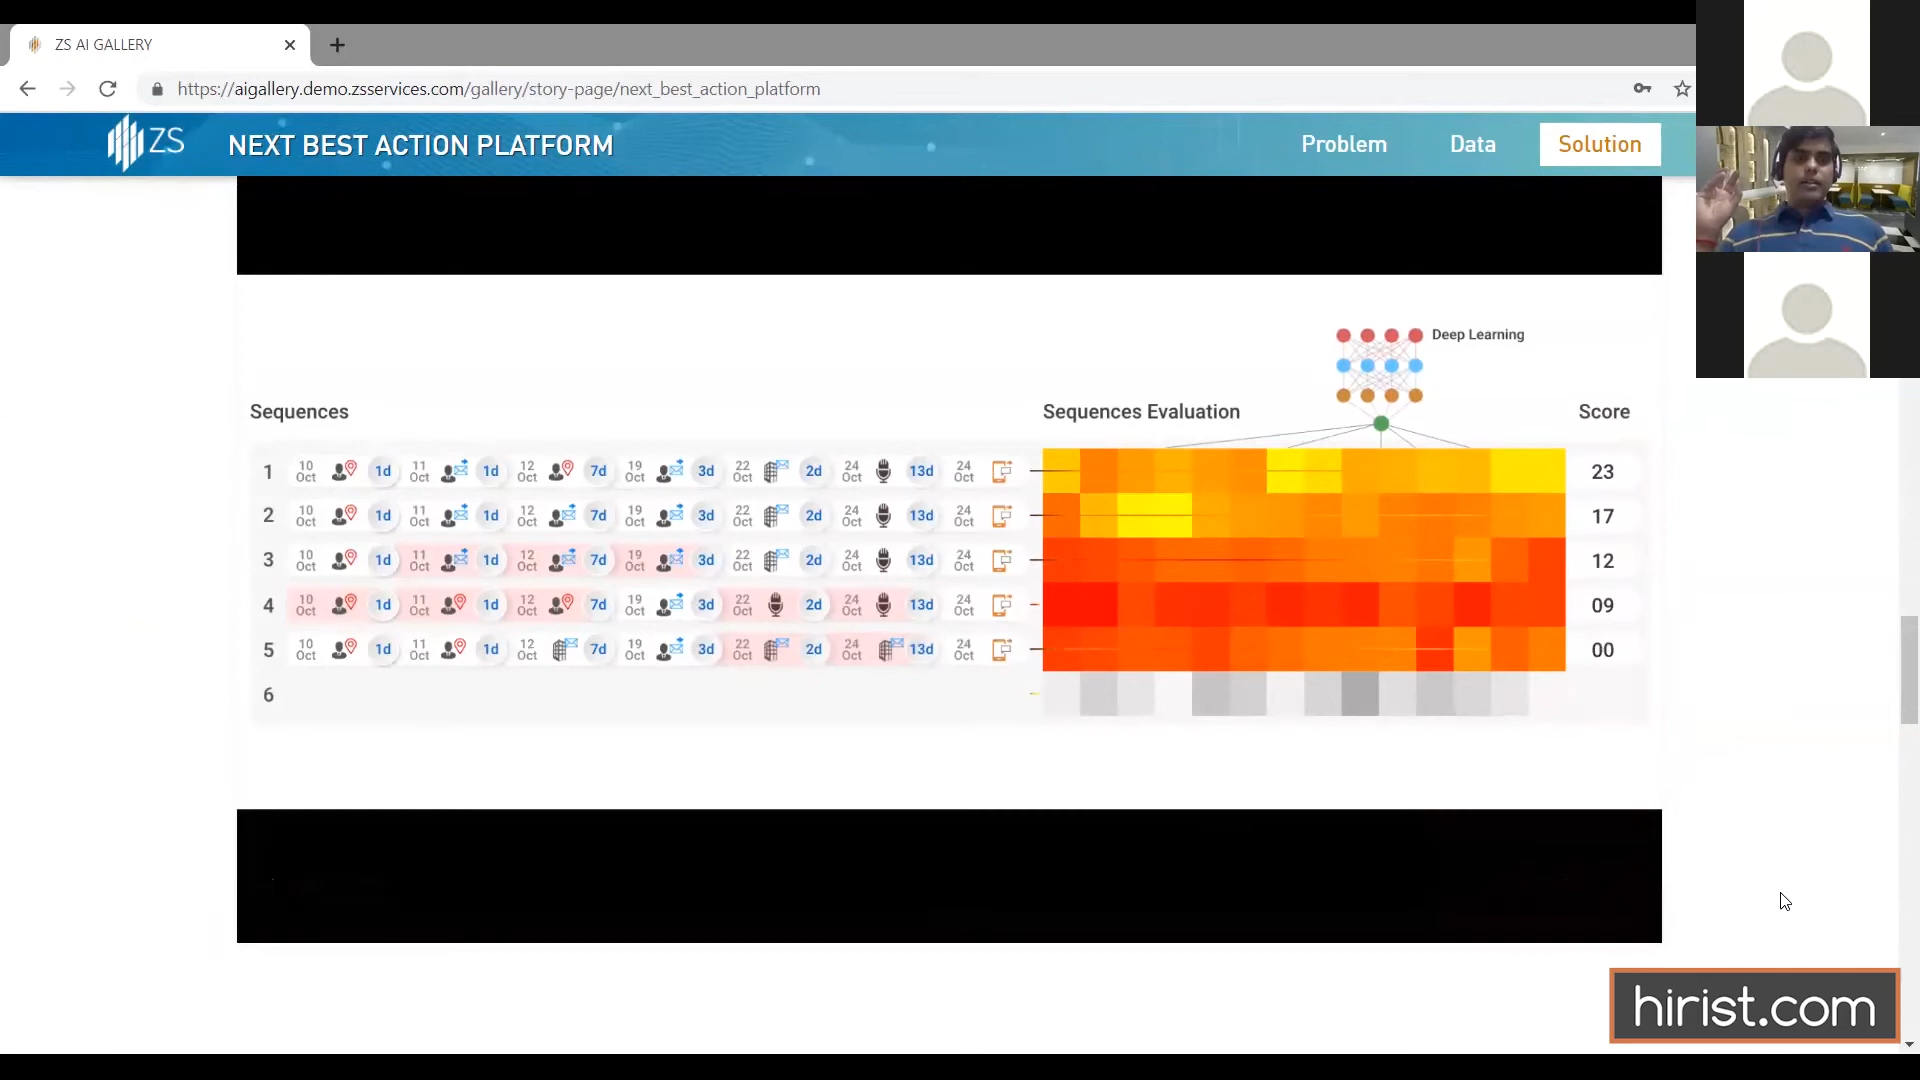 ZS AI GALLERY
https://aigallery.demo.zsservices.com/gallery/story-page/next_best_action_platform
ZS NEXT BEST ACTION PLATFORM Problem Data Solution
Deep Learning
Sequences Sequences Evaluation Score
1 10 Oct 1d 11 Oct 1d 12 Oct 7d 19 Oct 3d 22 Oct 2d 24 Oct 13d 24 Oct 23
2 10 Oct 1d 11 Oct 1d 12 Oct 7d 19 Oct 3d 22 Oct 2d 24 Oct 13d 24 Oct 17
3 10 Oct 1d 11 Oct 1d 12 Oct 7d 19 Oct 3d 22 Oct 2d 24 Oct 13d 24 Oct 12
4 10 Oct 1d 11 Oct 1d 12 Oct 7d 19 Oct 3d 22 Oct 2d 24 Oct 13d 24 Oct 09
5 10 Oct 1d 11 Oct 1d 12 Oct 7d 19 Oct 3d 22 Oct 2d 24 Oct 13d 24 Oct 00
6
hirist.com